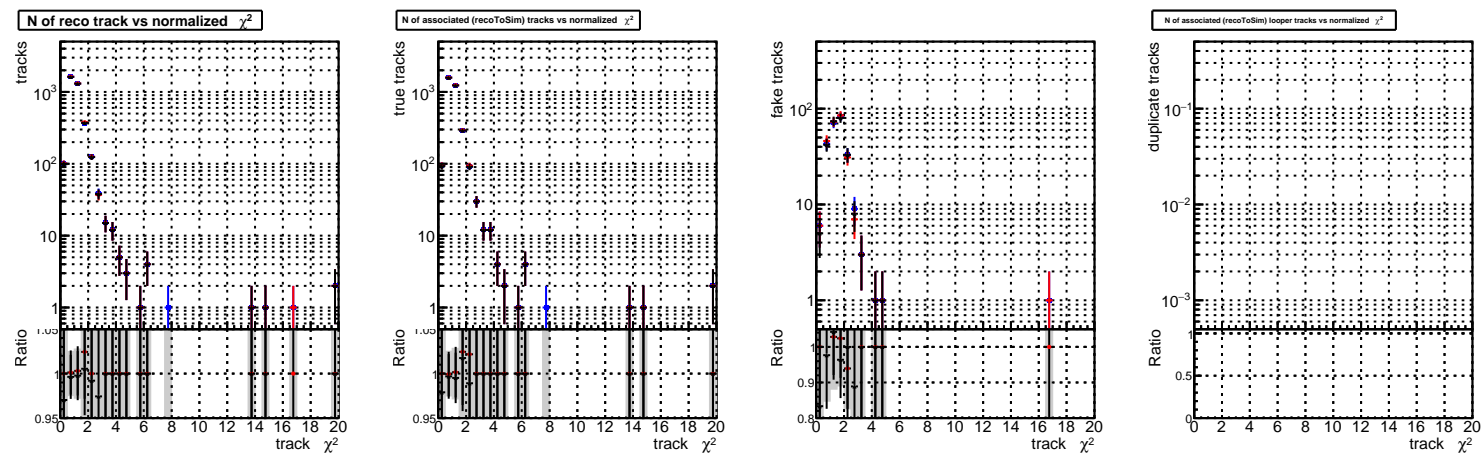 N of reco track vs normalized χ²
tracks
10³
10²
10
1
Ratio
1.05
1
0.95
0 2 4 6 8 10 12 14 16 18 20
track χ²
N of associated (recoToSim) tracks vs normalized χ²
true tracks
10³
10²
10
1
Ratio
1.05
1
0.95
0 2 4 6 8 10 12 14 16 18 20
track χ²
fake tracks
10²
10
1
Ratio
1
0.9
0.8
0 2 4 6 8 10 12 14 16 18 20
track χ²
N of associated (recoToSim) looper tracks vs normalized χ²
duplicate tracks
10⁻¹
10⁻²
10⁻³
Ratio
1
0.5
0
0 2 4 6 8 10 12 14 16 18 20
track χ²